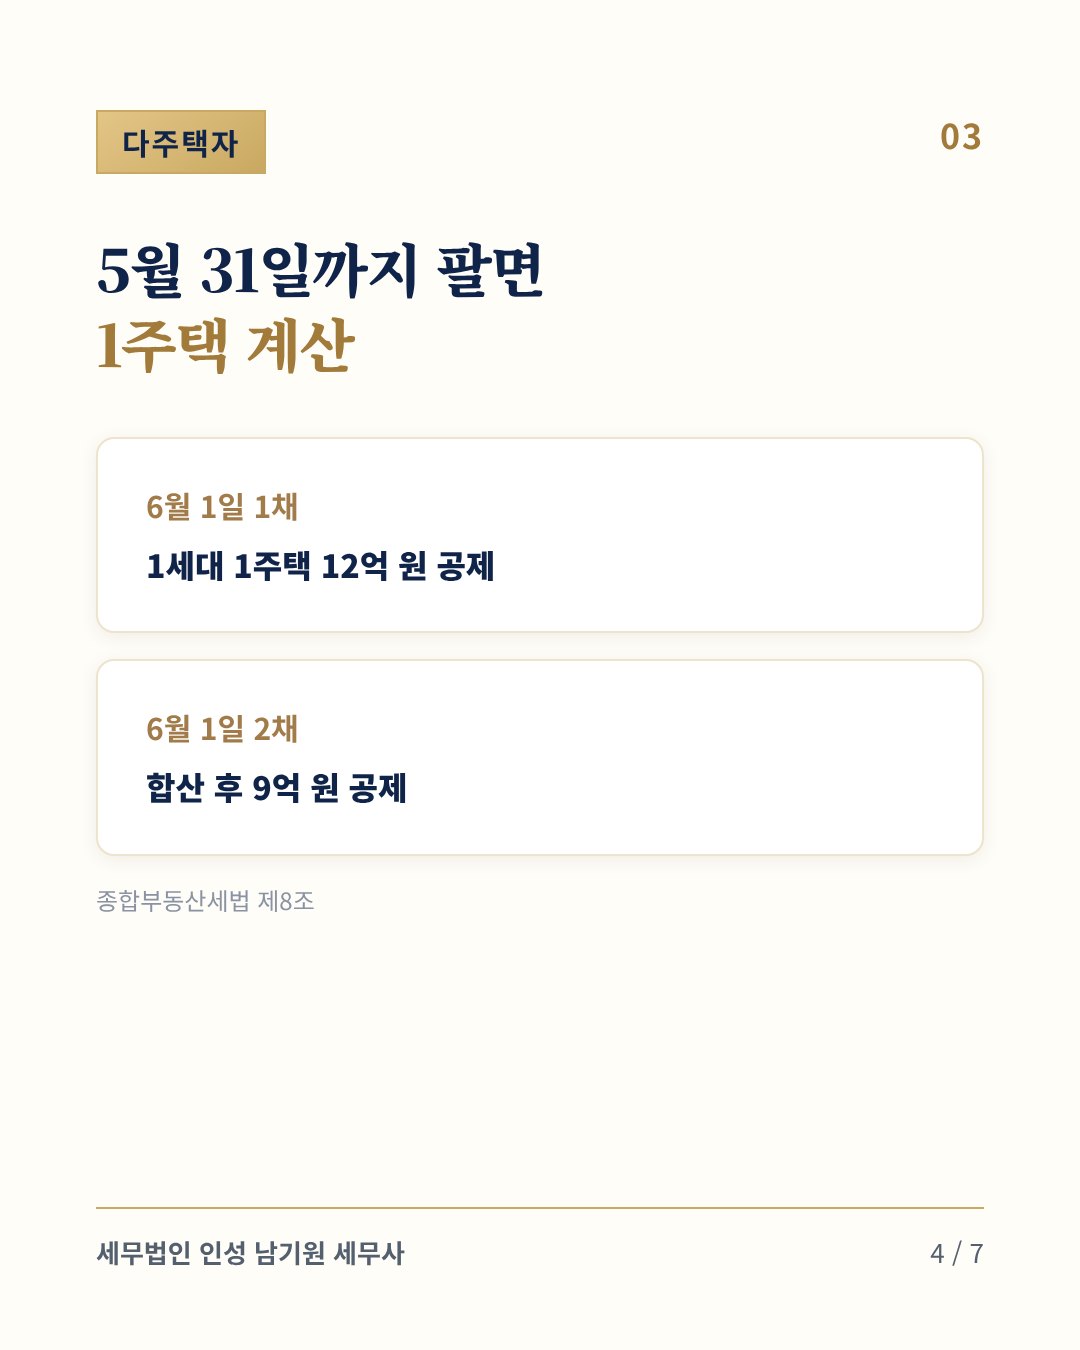 다주택자
03
5월 31일까지 팔면
1주택 계산
6월 1일 1채
1세대 1주택 12억 원 공제
6월 1일 2채
합산 후 9억 원 공제
종합부동산세법 제8조
세무법인 인성 남기원 세무사
4 / 7